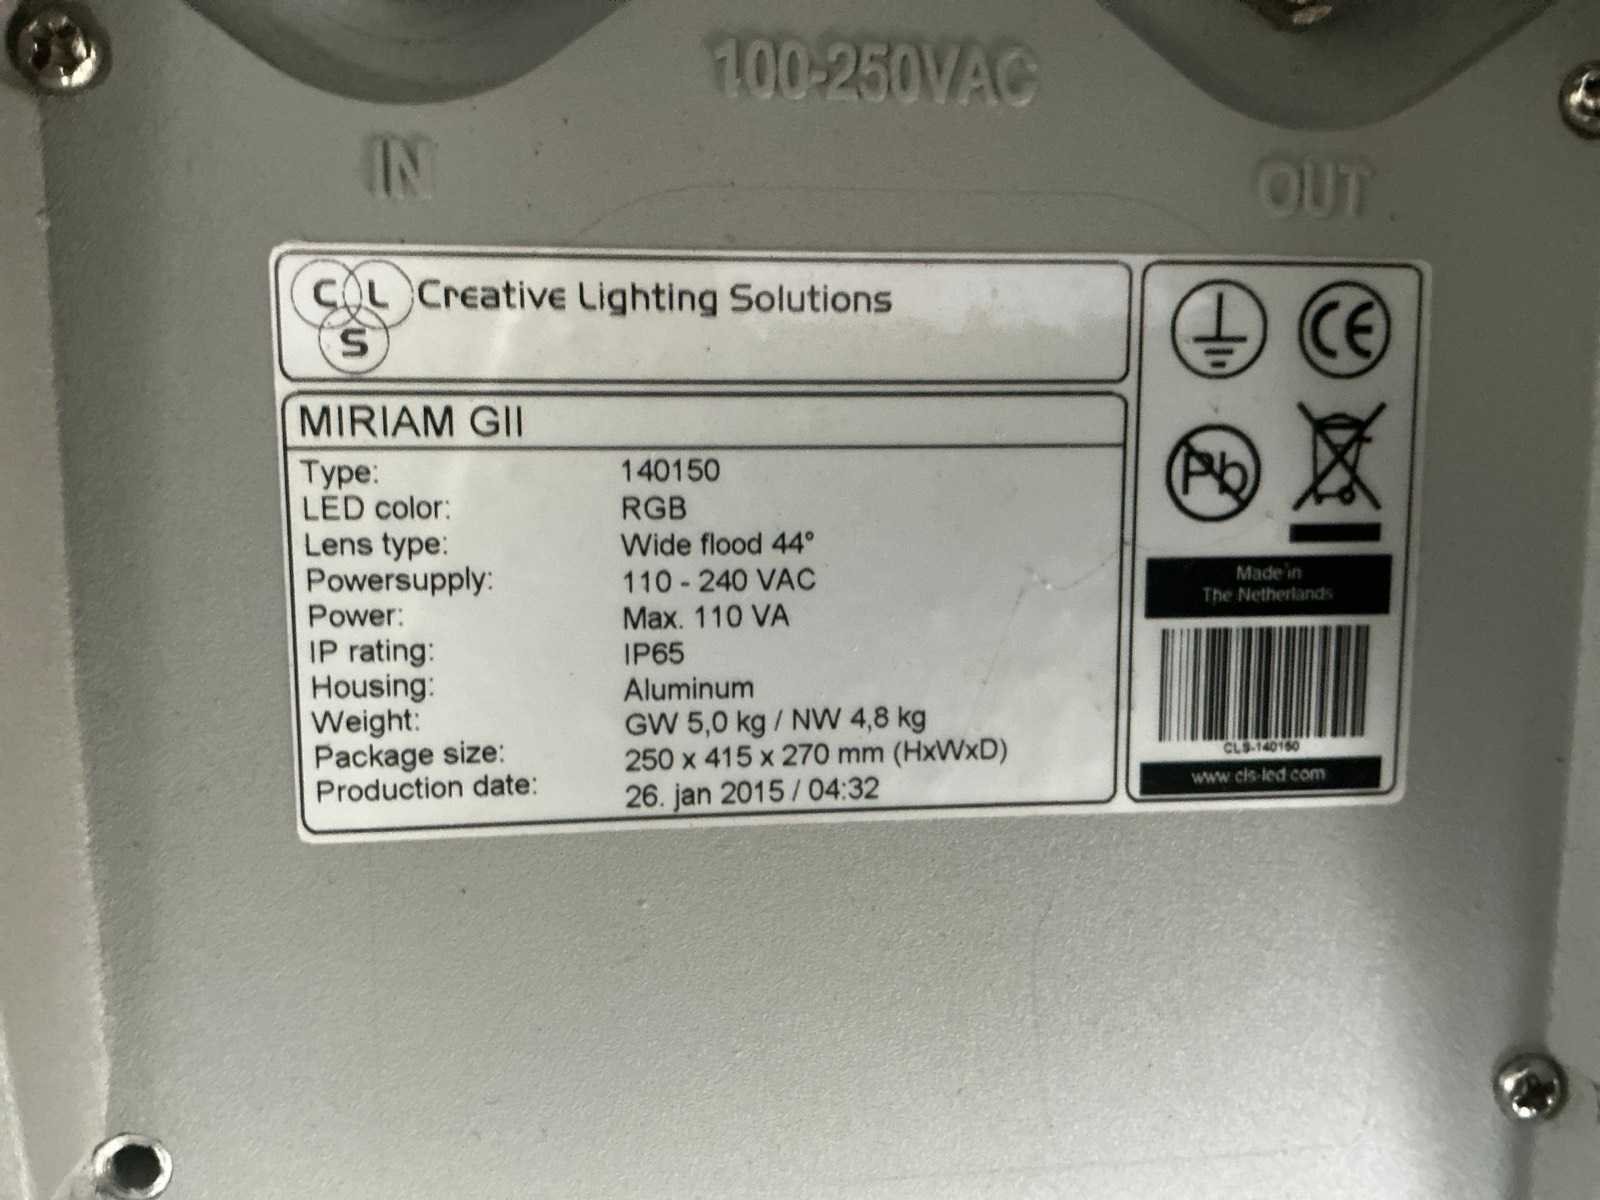 100-250VAC
IN
OUT
C L Creative Lighting Solutions
S
MIRIAM GII
Type: 140150
LED color: RGB
Lens type: Wide flood 44°
Powersupply: 110 - 240 VAC
Power: Max. 110 VA
IP rating: IP65
Housing: Aluminum
Weight: GW 5,0 kg / NW 4,8 kg
Package size: 250 x 415 x 270 mm (HxWxD)
Production date: 26. jan 2015 / 04:32
CE
Pb
Made in
The Netherlands
CLS-140150
www.cls-led.com